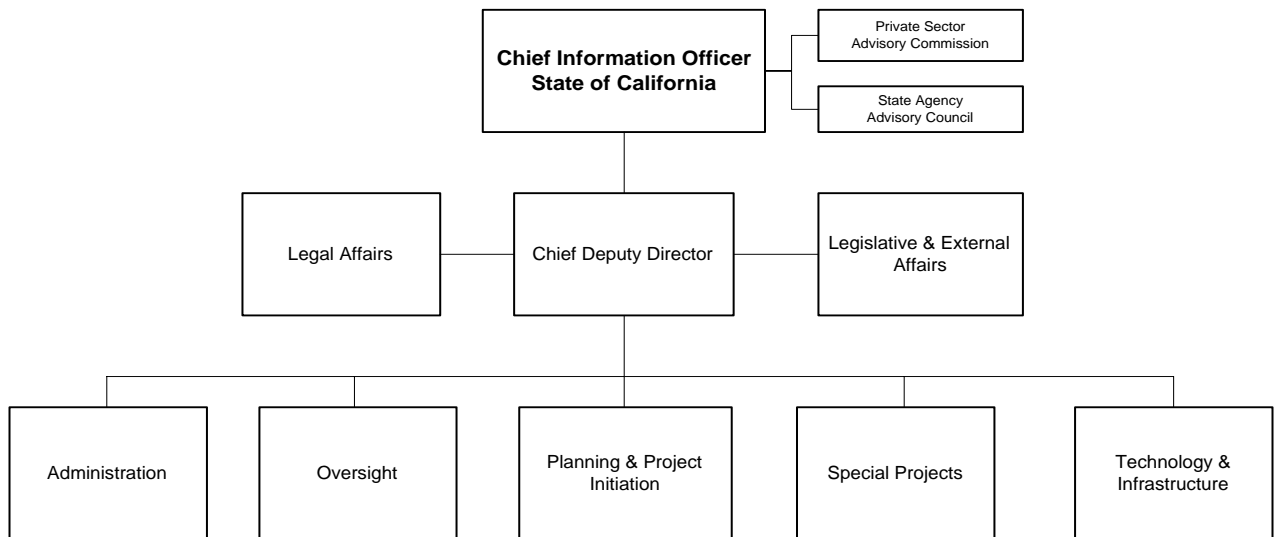 Chief Information Officer
State of California
Private Sector
Advisory Commission
State Agency
Advisory Council
Legal Affairs
Chief Deputy Director
Legislative & External
Affairs
Administration
Oversight
Planning & Project
Initiation
Special Projects
Technology &
Infrastructure